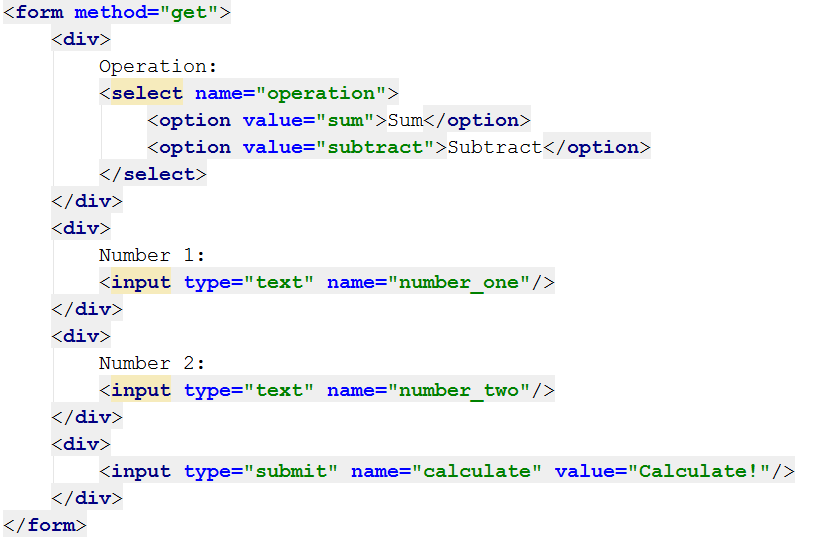 <form method="get">
    <div>
        Operation:
        <select name="operation">
            <option value="sum">Sum</option>
            <option value="subtract">Subtract</option>
        </select>
    </div>
    <div>
        Number 1:
        <input type="text" name="number_one"/>
    </div>
    <div>
        Number 2:
        <input type="text" name="number_two"/>
    </div>
    <div>
        <input type="submit" name="calculate" value="Calculate!"/>
    </div>
</form>